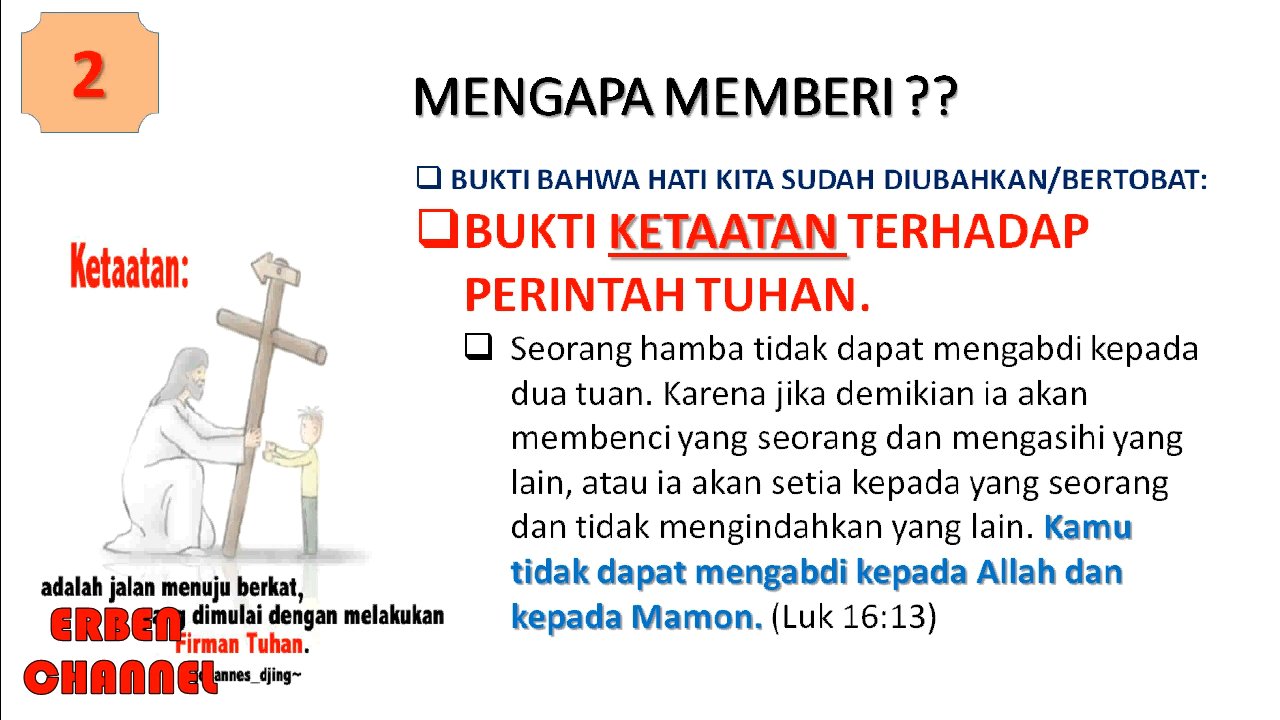 2
MENGAPA MEMBERI ??
BUKTI BAHWA HATI KITA SUDAH DIUBAHKAN/BERTOBAT:
BUKTI KETAATAN TERHADAP
PERINTAH TUHAN.
Seorang hamba tidak dapat mengabdi kepada
dua tuan. Karena jika demikian ia akan
membenci yang seorang dan mengasihi yang
lain, atau ia akan setia kepada yang seorang
dan tidak mengindahkan yang lain. Kamu
tidak dapat mengabdi kepada Allah dan
kepada Mamon. (Luk 16:13)
Ketaatan:
adalah jalan menuju berkat,
dimulai dengan melakukan
Firman Tuhan.
ERBEN
CHANNEL